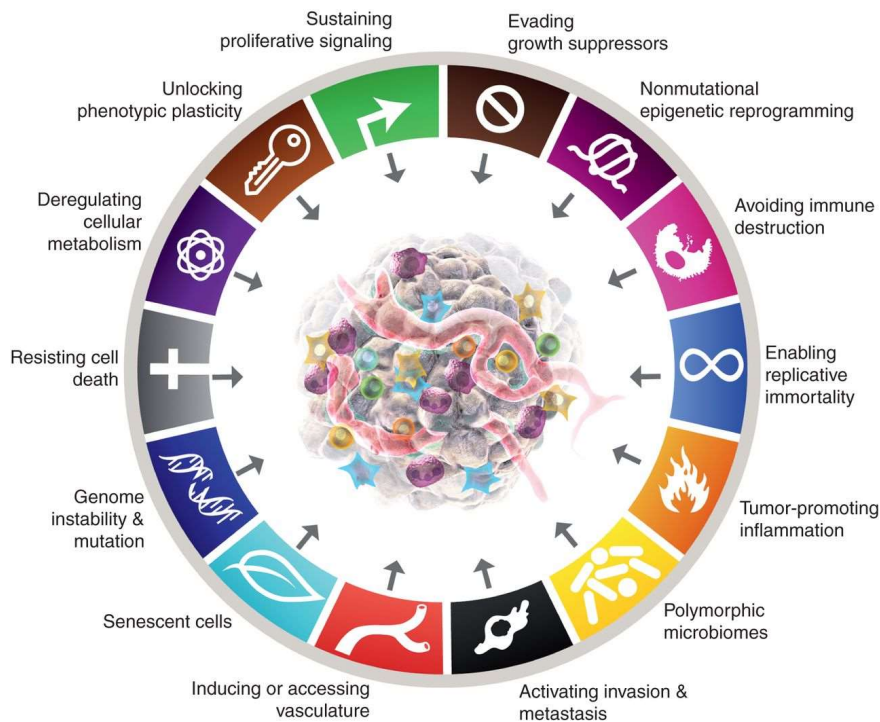 Sustaining
proliferative signaling
Evading
growth suppressors
Nonmutational
epigenetic reprogramming
Avoiding immune
destruction
Enabling
replicative
immortality
Tumor-promoting
inflammation
Polymorphic
microbiomes
Activating invasion &
metastasis
Inducing or accessing
vasculature
Senescent cells
Genome
instability &
mutation
Resisting cell
death
Deregulating
cellular
metabolism
Unlocking
phenotypic plasticity